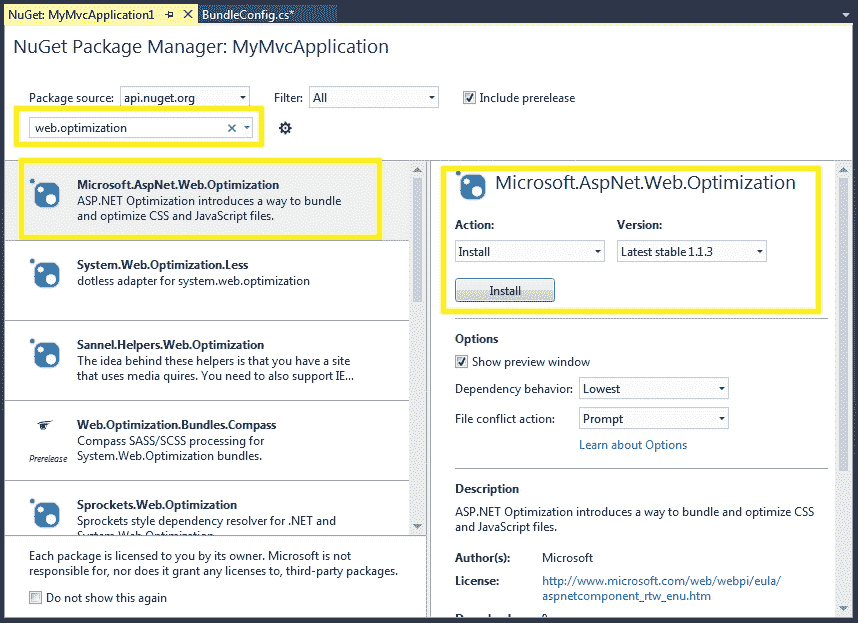 NuGet: MyMvcApplication1
BundleConfig.cs*
NuGet Package Manager: MyMvcApplication
Package source: api.nuget.org
Filter: All
Include prerelease
web.optimization
Microsoft.AspNet.Web.Optimization
ASP.NET Optimization introduces a way to bundle
and optimize CSS and JavaScript files.
System.Web.Optimization.Less
dotless adapter for system.web.optimization
Sannel.Helpers.Web.Optimization
The idea behind these helpers is that you have a site
that uses media quires. You need to also support IE...
Web.Optimization.Bundles.Compass
Compass SASS/SCSS processing for
System.Web.Optimization bundles.
Prerelease
Sprockets.Web.Optimization
Sprockets style dependency resolver for .NET and
System.Web.Optimization
Each package is licensed to you by its owner. Microsoft is not
responsible for, nor does it grant any licenses to, third-party packages.
Do not show this again
Microsoft.AspNet.Web.Optimization
Action:
Version:
Install
Latest stable 1.1.3
Install
Options
Show preview window
Dependency behavior: Lowest
File conflict action: Prompt
Learn about Options
Description
ASP.NET Optimization introduces a way to bundle and optimize CSS
and JavaScript files.
Author(s): Microsoft
License: http://www.microsoft.com/web/webpi/eula/
aspnetcomponent_rtw_enu.htm